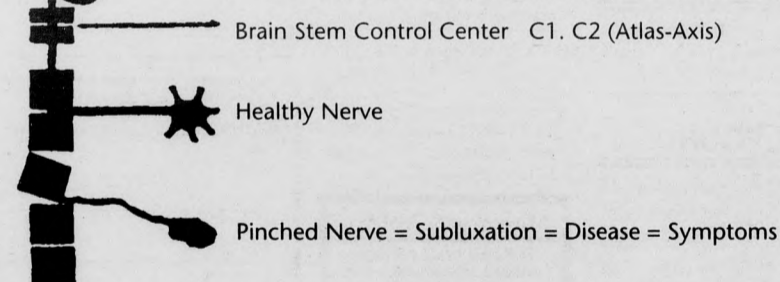 Brain Stem Control Center C1. C2 (Atlas-Axis)
Healthy Nerve
Pinched Nerve = Subluxation = Disease = Symptoms